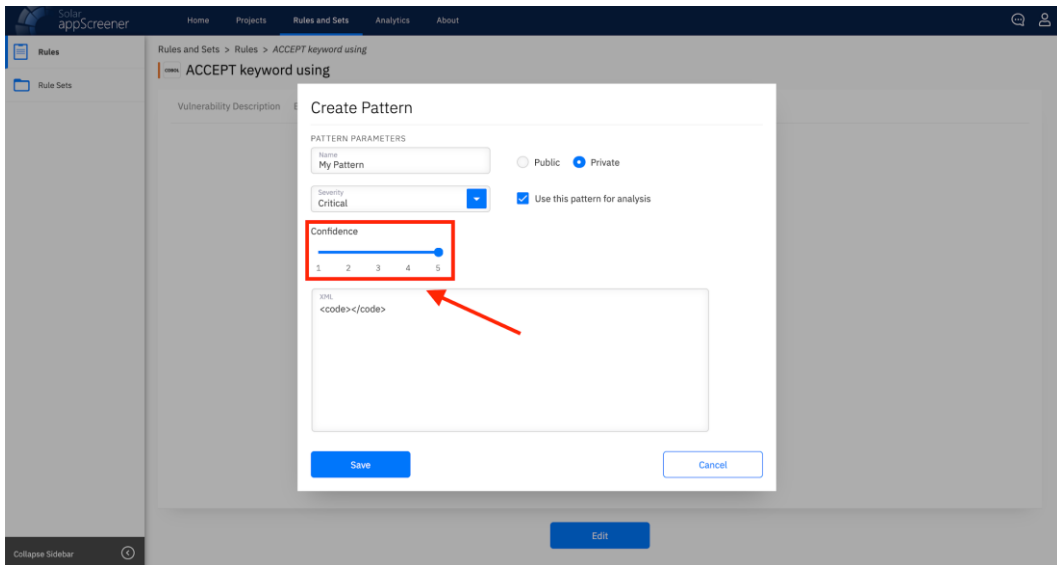 Solar
appScreener
Home Projects Rules and Sets Analytics About
Rules
Rule Sets
Rules and Sets > Rules > ACCEPT keyword using
COBOL ACCEPT keyword using
Vulnerability Description E
Create Pattern
PATTERN PARAMETERS
Name
My Pattern
Public Private
Severity
Critical
Use this pattern for analysis
Confidence
1 2 3 4 5
XML
<code></code>
Save Cancel
Edit
Collapse Sidebar